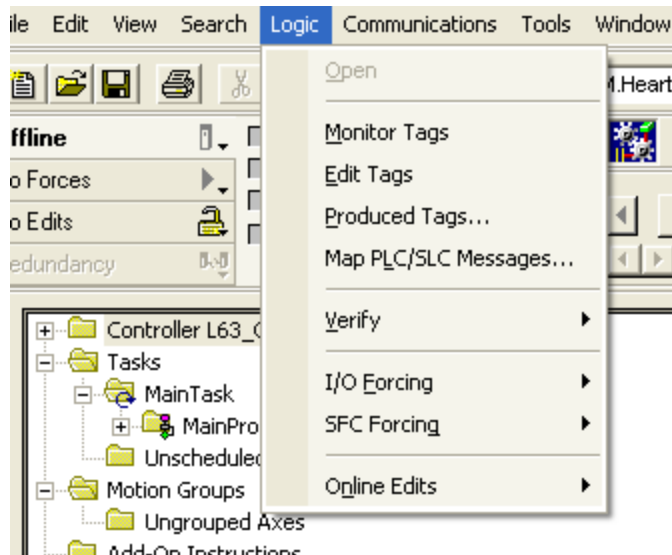 ile Edit View Search Logic Communications Tools Window
Open
M.Heart
Monitor Tags
ffline
Edit Tags
o Forces
Produced Tags...
o Edits
Map PLC/SLC Messages...
edundancy
Verify
Controller L63_
Tasks
I/O Forcing
MainTask
SFC Forcing
MainPro
Unscheduled
Online Edits
Motion Groups
Ungrouped Axes
Add-On Instructions